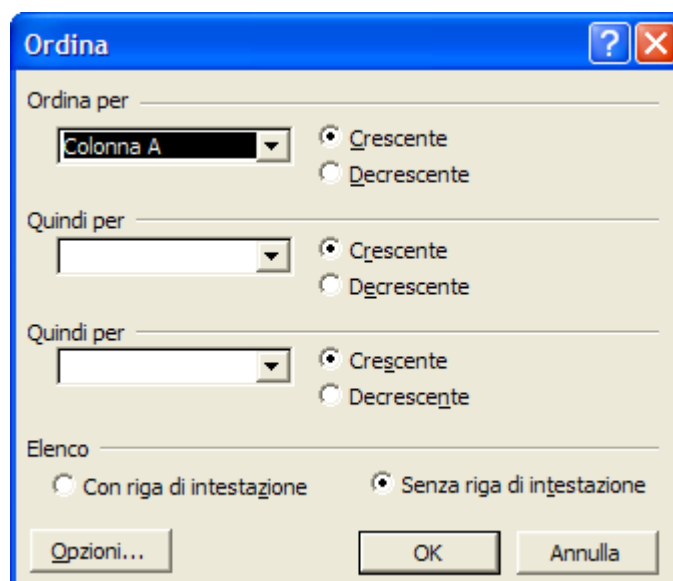 Ordina
Ordina per
Colonna A
Crescente
Decrescente
Quindi per
Crescente
Decrescente
Quindi per
Crescente
Decrescente
Elenco
Con riga di intestazione
Senza riga di intestazione
Opzioni...
OK
Annulla